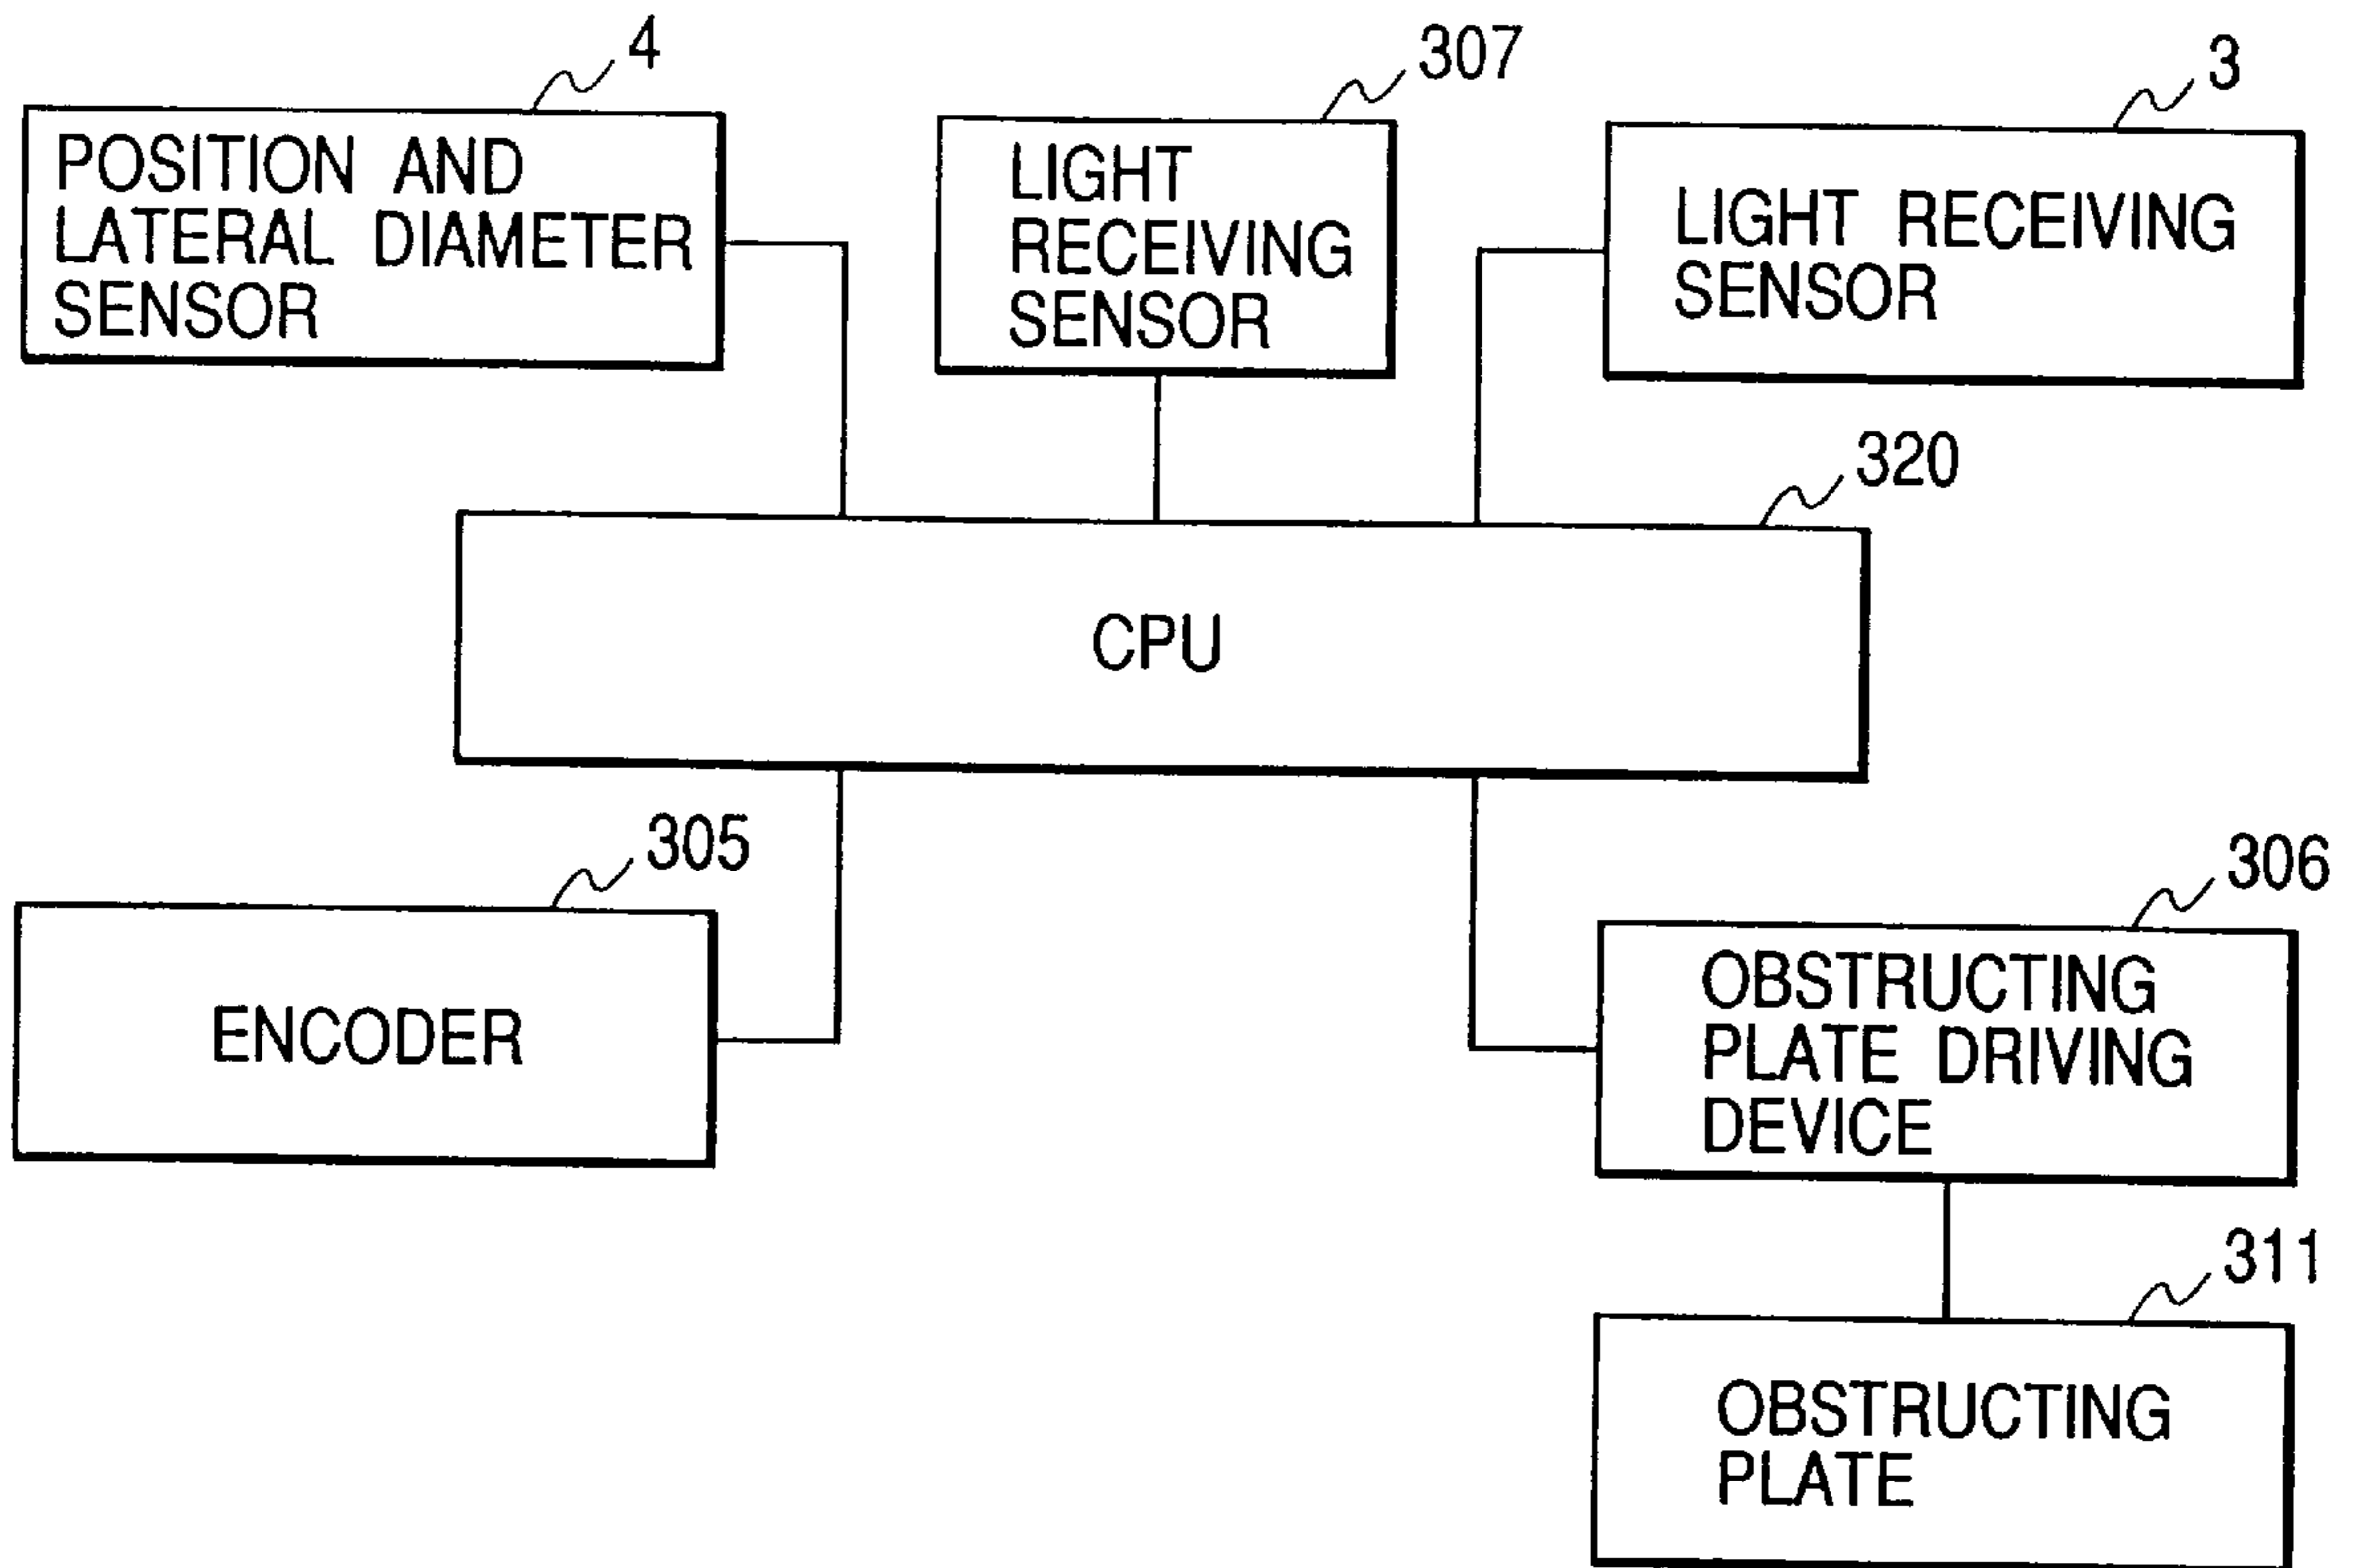 4
POSITION AND
LATERAL DIAMETER
SENSOR
307
LIGHT
RECEIVING
SENSOR
3
LIGHT RECEIVING
SENSOR
320
CPU
305
ENCODER
306
OBSTRUCTING
PLATE DRIVING
DEVICE
311
OBSTRUCTING
PLATE